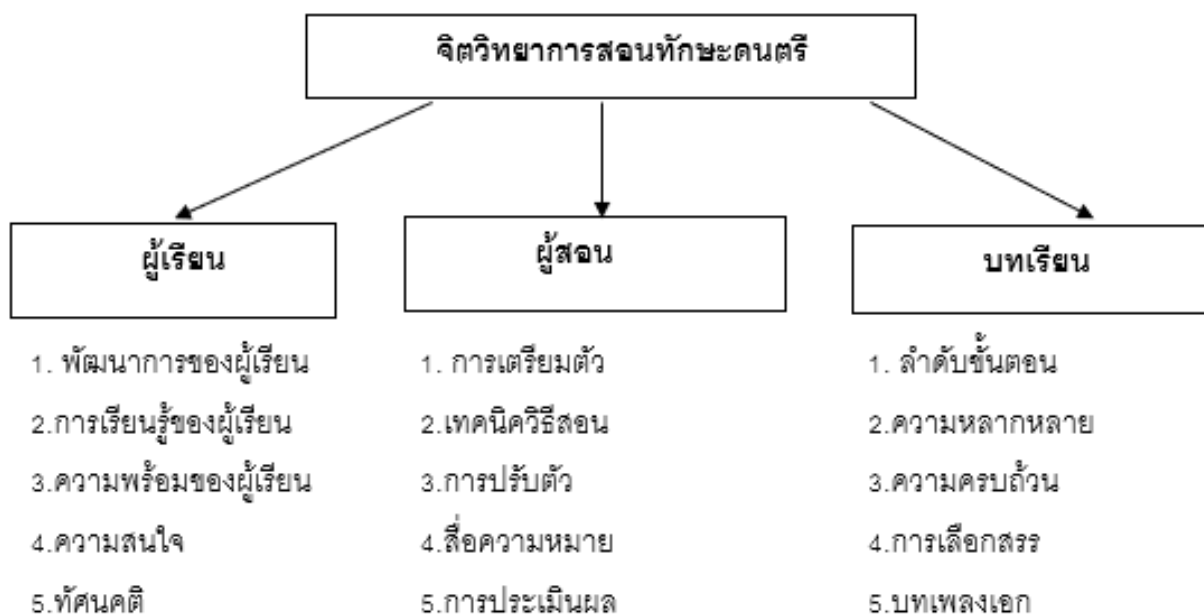 จิตวิทยาการสอนทักษะดนตรี
ผู้เรียน
1. พัฒนาการของผู้เรียน
2.การเรียนรู้ของผู้เรียน
3.ความพร้อมของผู้เรียน
4.ความสนใจ
5.ทัศนคติ
ผู้สอน
1. การเตรียมตัว
2.เทคนิควิธีสอน
3.การปรับตัว
4.สื่อความหมาย
5.การประเมินผล
บทเรียน
1. ลำดับขั้นตอน
2.ความหลากหลาย
3.ความครบถ้วน
4.การเลือกสรร
5.บทเพลงเอก